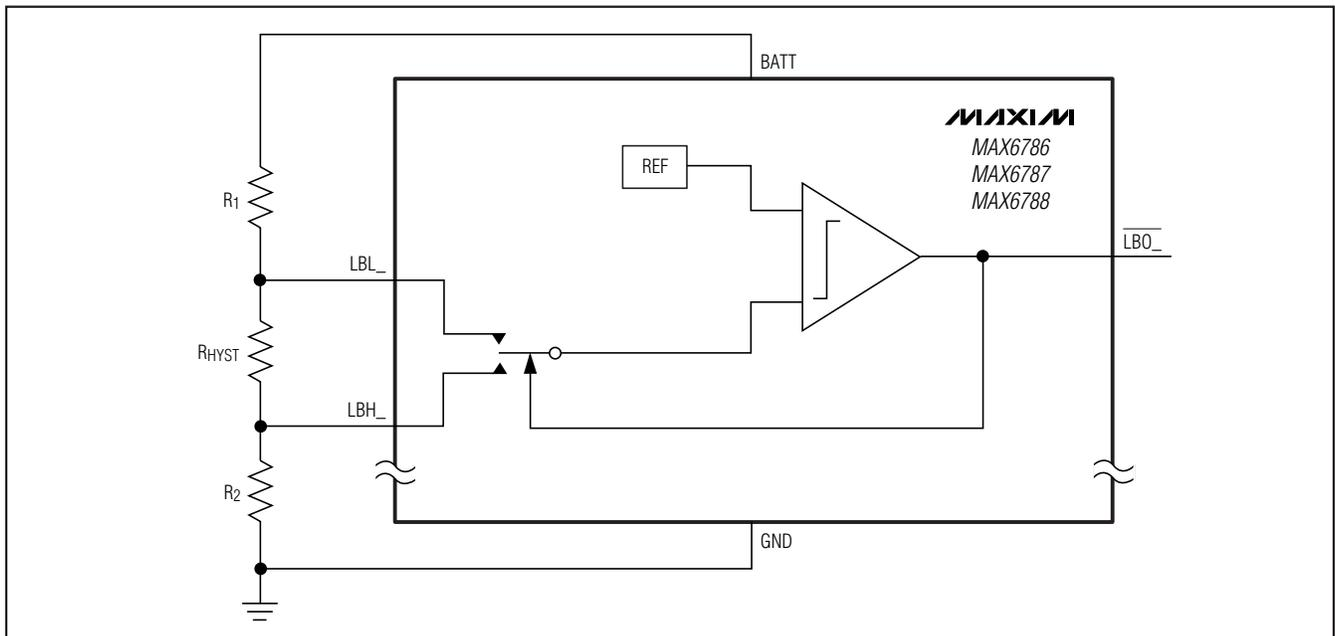 BATT
MAXIM
MAX6786
MAX6787
MAX6788
REF
R1
LBO_
LBL_
RHYST
LBH_
R2
GND